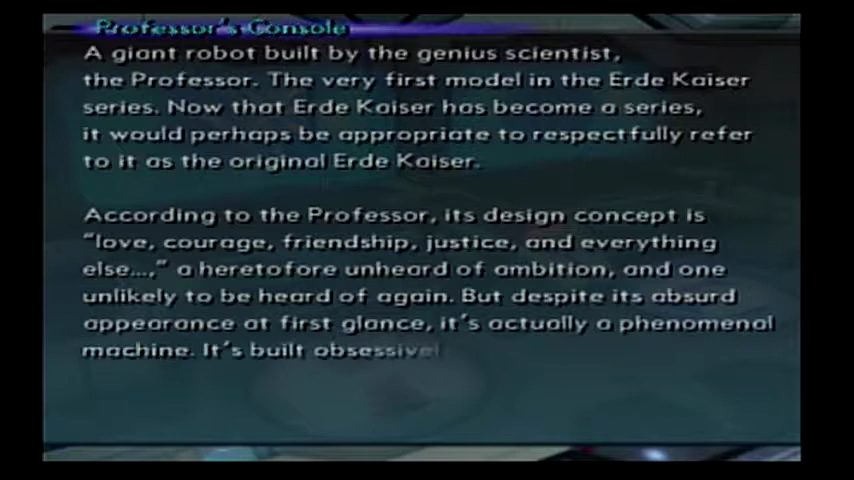 Professor's Console
A giant robot built by the genius scientist,
the Professor. The very first model in the Erde Kaiser
series. Now that Erde Kaiser has become a series,
it would perhaps be appropriate to respectfully refer
to it as the original Erde Kaiser.
According to the Professor, its design concept is
"love, courage, friendship, justice, and everything
else...," a heretofore unheard of ambition, and one
unlikely to be heard of again. But despite its absurd
appearance at first glance, it's actually a phenomenal
machine. It's built obsessivel